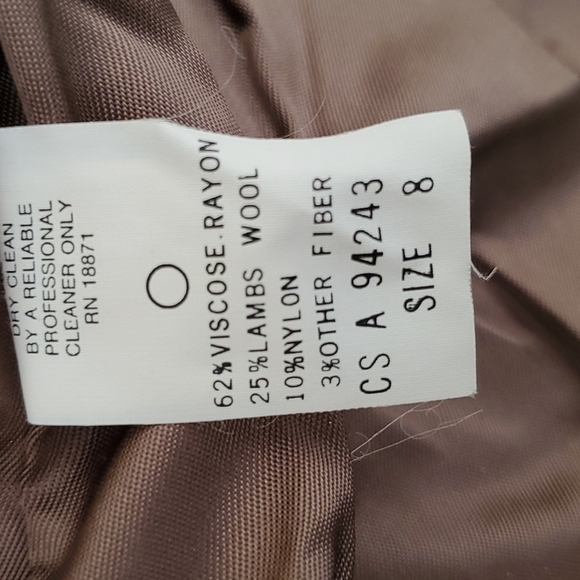 DRY CLEAN
BY A RELIABLE
PROFESSIONAL
CLEANER ONLY
RN 18871
62%VISCOSE.RAYON
25%LAMBS WOOL
10%NYLON
3%OTHER FIBER
CS A 94243
SIZE 8